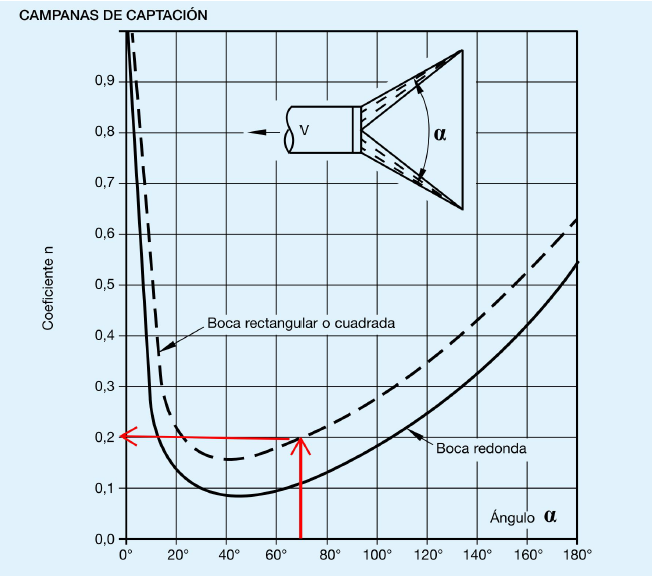 CAMPANAS DE CAPTACIÓN
0,9
0,8
0,7
0,6
0,5
0,4
0,3
0,2
0,1
0,0
Coeficiente n
V
α
Boca rectangular o cuadrada
Boca redonda
Ángulo α
0° 20° 40° 60° 80° 100° 120° 140° 160° 180°